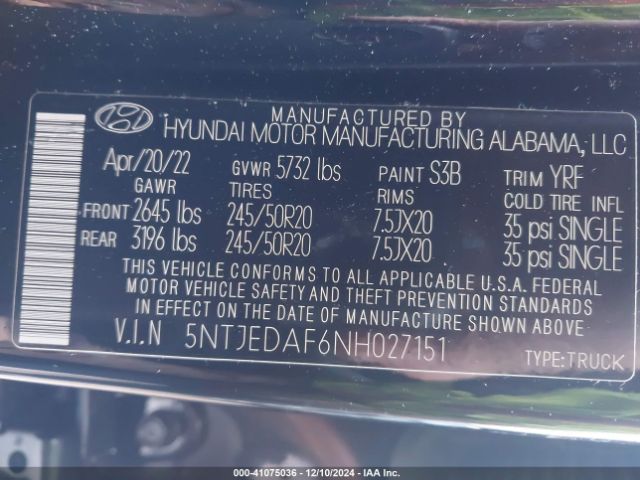 MANUFACTURED BY
HYUNDAI MOTOR MANUFACTURING ALABAMA, LLC
Apr/20/22 GVWR 5732 lbs PAINT S3B TRIM YRF
GAWR TIRES RIMS COLD TIRE INFL
FRONT 2645 lbs 245/50R20 7.5JX20 35 psi SINGLE
REAR 3196 lbs 245/50R20 7.5JX20 35 psi SINGLE
THIS VEHICLE CONFORMS TO ALL APPLICABLE U.S.A. FEDERAL
MOTOR VEHICLE SAFETY AND THEFT PREVENTION STANDARDS
IN EFFECT ON THE DATE OF MANUFACTURE SHOWN ABOVE
V.I.N 5NTJEDAF6NH027151 TYPE:TRUCK
000-41075036 - 12/10/2024 - IAA Inc.